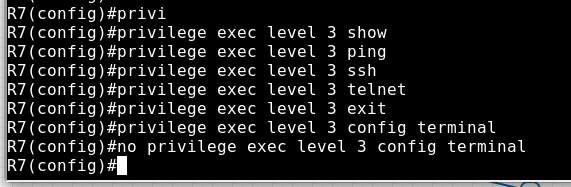 R7(config)#privi
R7(config)#privilege exec level 3 show
R7(config)#privilege exec level 3 ping
R7(config)#privilege exec level 3 ssh
R7(config)#privilege exec level 3 telnet
R7(config)#privilege exec level 3 exit
R7(config)#privilege exec level 3 config terminal
R7(config)#no privilege exec level 3 config terminal
R7(config)#